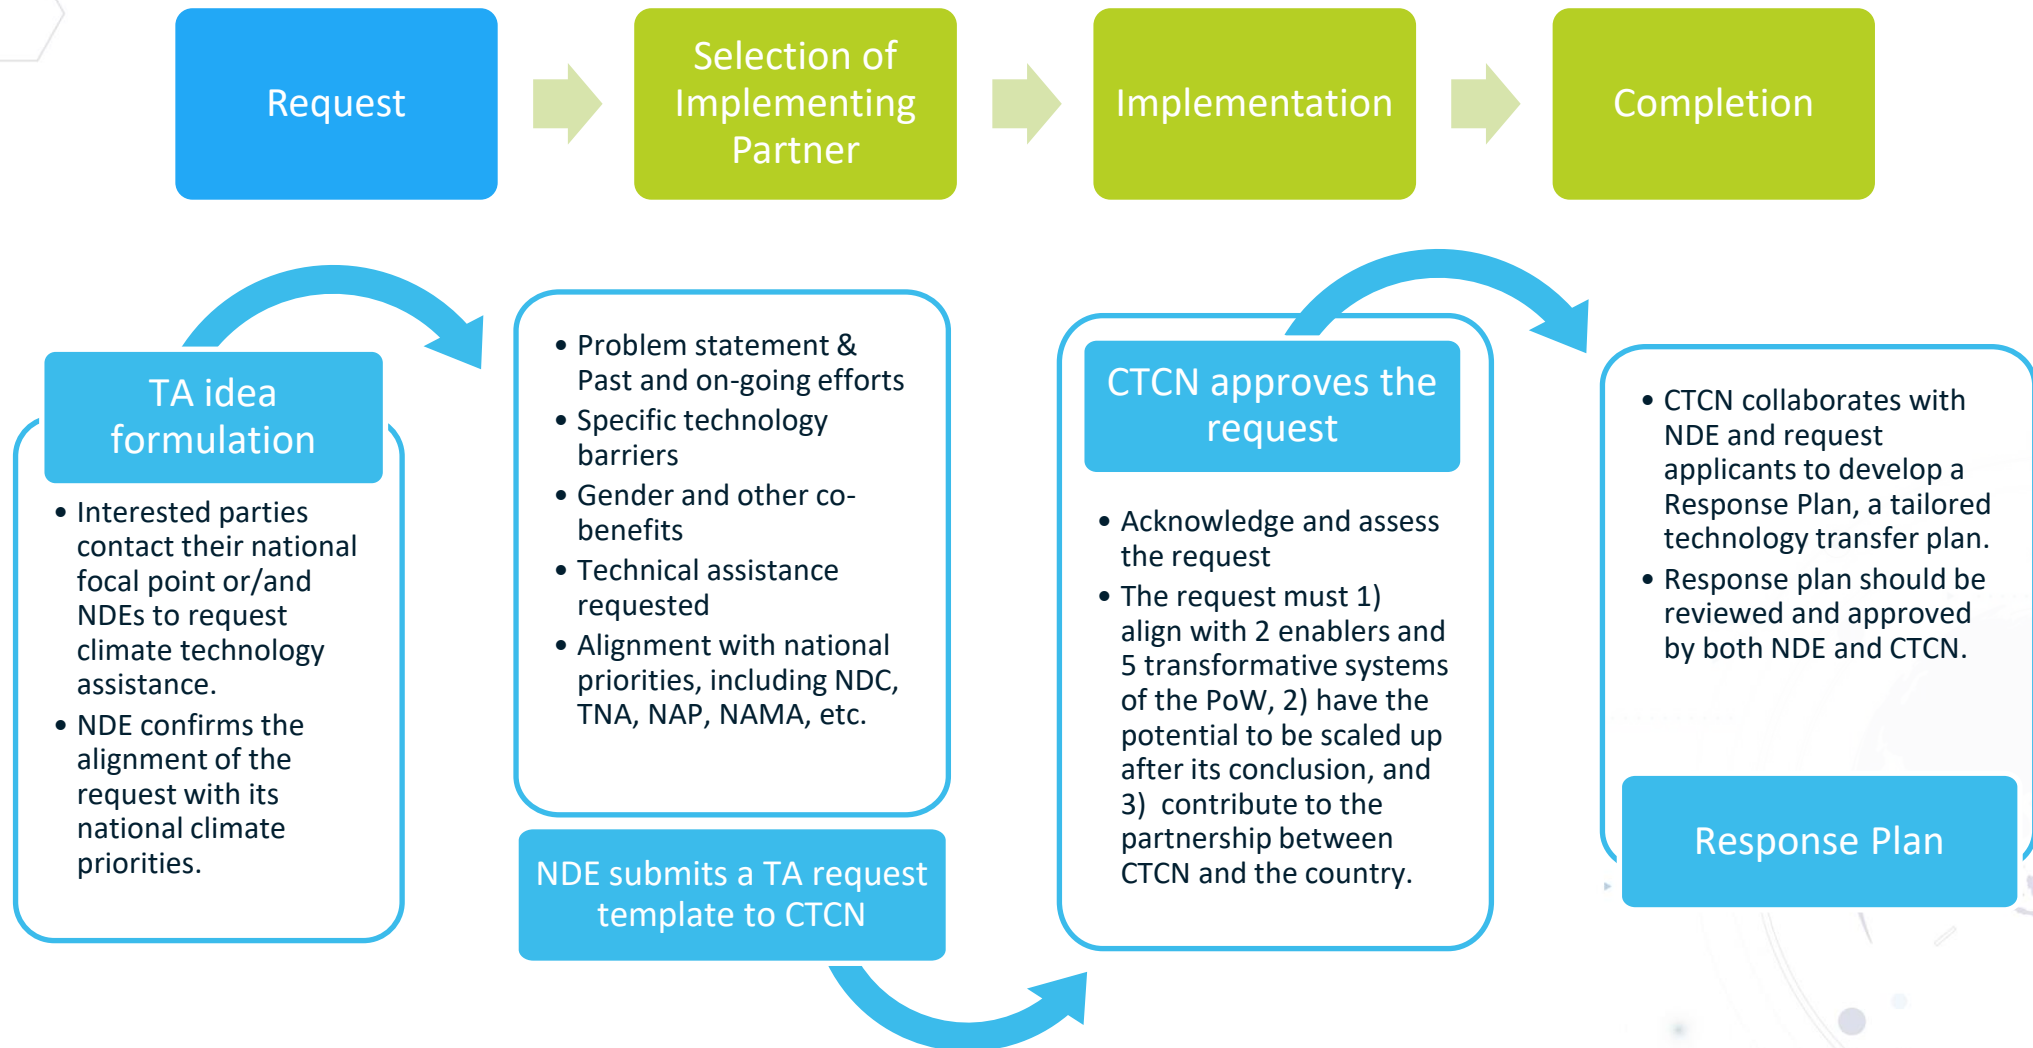 Request
Selection of
Implementing
Partner
Implementation
Completion
TA idea
formulation
• Interested parties
contact their national
focal point or/and
NDEs to request
climate technology
assistance.
• NDE confirms the
alignment of the
request with its
national climate
priorities.
• Problem statement &
Past and on-going efforts
• Specific technology
barriers
• Gender and other co-
benefits
• Technical assistance
requested
• Alignment with national
priorities, including NDC,
TNA, NAP, NAMA, etc.
NDE submits a TA request
template to CTCN
CTCN approves the
request
• Acknowledge and assess
the request
• The request must 1)
align with 2 enablers and
5 transformative systems
of the PoW, 2) have the
potential to be scaled up
after its conclusion, and
3) contribute to the
partnership between
CTCN and the country.
• CTCN collaborates with
NDE and request
applicants to develop a
Response Plan, a tailored
technology transfer plan.
• Response plan should be
reviewed and approved
by both NDE and CTCN.
Response Plan